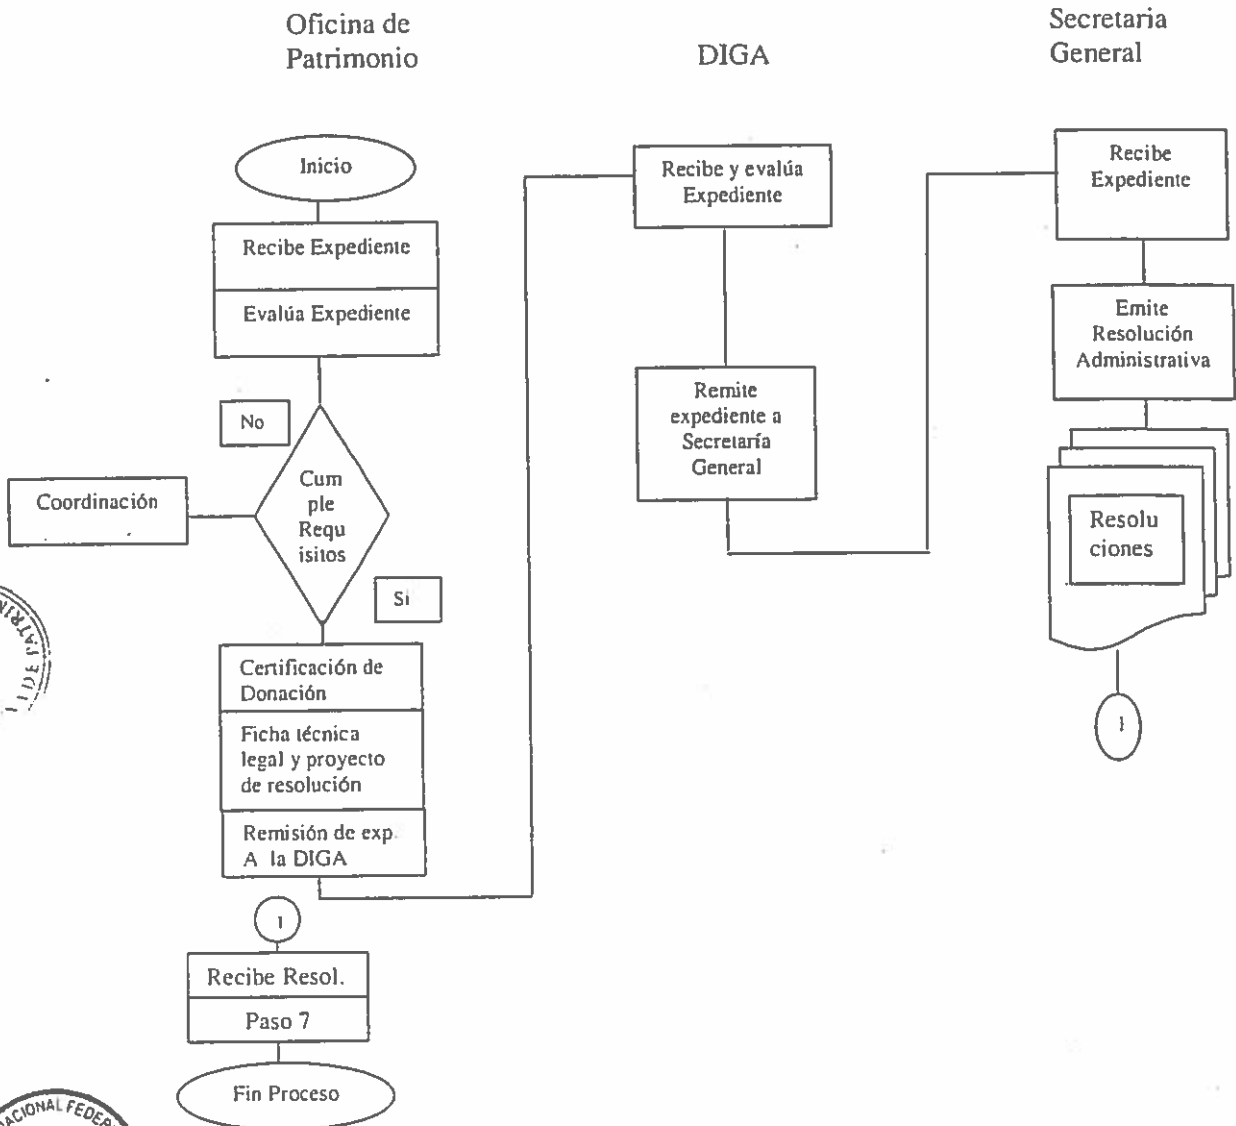 Oficina de
Patrimonio
DIGA
Secretaria
General
Inicio
Recibe Expediente
Evalúa Expediente
No
Cum
ple
Requ
isitos
Coordinación
Si
Certificación de
Donación
Ficha técnica
legal y proyecto
de resolución
Remisión de exp.
A la DIGA
Recibe y evalúa
Expediente
Remite
expediente a
Secretaría
General
Recibe
Expediente
Emite
Resolución
Administrativa
Resolu
ciones
1
1
Recibe Resol.
Paso 7
Fin Proceso